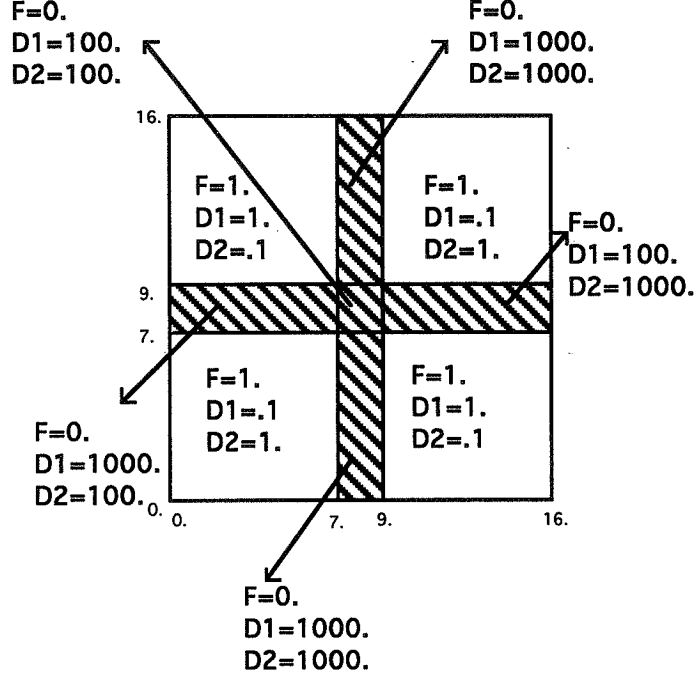 F=0.
D1=100.
D2=100.
F=0.
D1=1000.
D2=1000.
16.
F=1.
D1=1.
D2=.1
F=1.
D1=.1
D2=1.
F=0.
D1=100.
D2=1000.
9.
7.
F=1.
D1=.1
D2=1.
F=1.
D1=1.
D2=.1
F=0.
D1=1000.
D2=100.
0.
0.
7.
9.
16.
F=0.
D1=1000.
D2=1000.